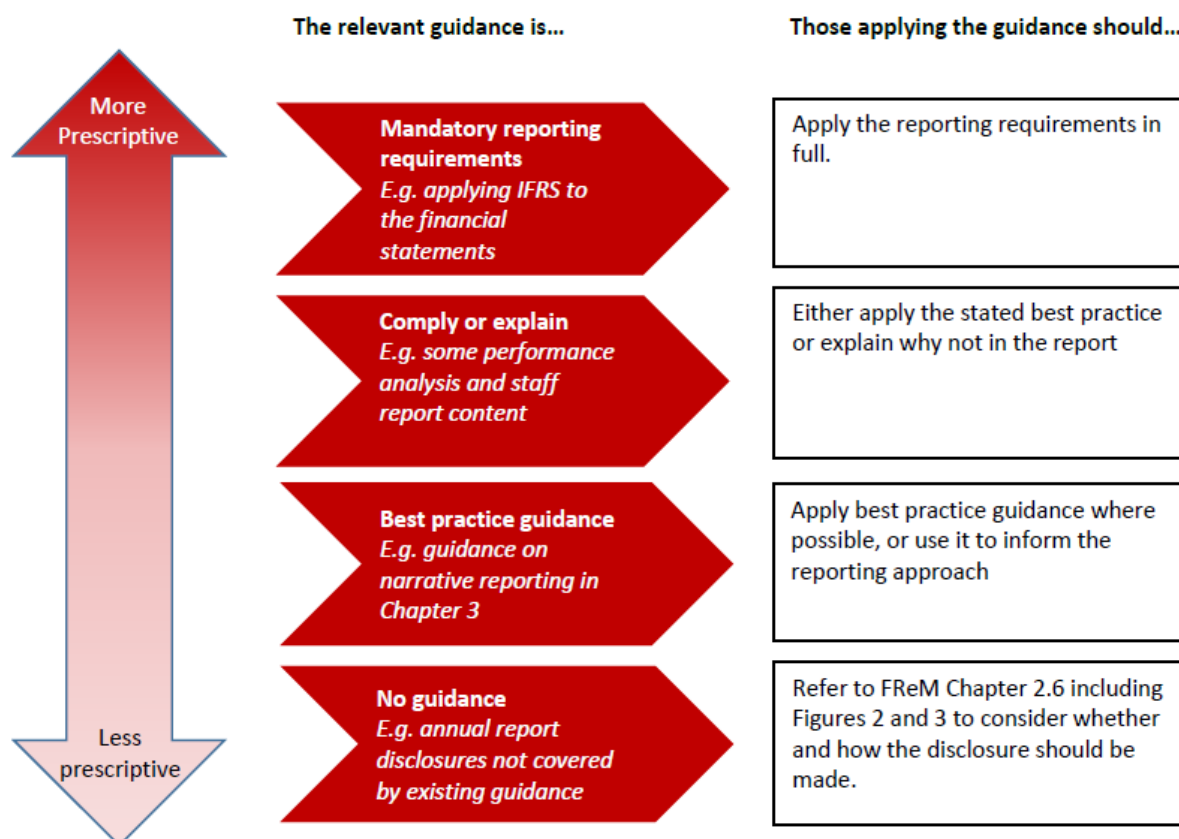 The relevant guidance is...
Those applying the guidance should...
More
Prescriptive
Mandatory reporting
requirements
E.g. applying IFRS to
the financial
statements
Apply the reporting requirements in
full.
Comply or explain
E.g. some performance
analysis and staff
report content
Either apply the stated best practice
or explain why not in the report
Best practice guidance
E.g. guidance on
narrative reporting in
Chapter 3
Apply best practice guidance where
possible, or use it to inform the
reporting approach
No guidance
E.g. annual report
disclosures not covered
by existing guidance
Refer to FReM Chapter 2.6 including
Figures 2 and 3 to consider whether
and how the disclosure should be
made.
Less
prescriptive